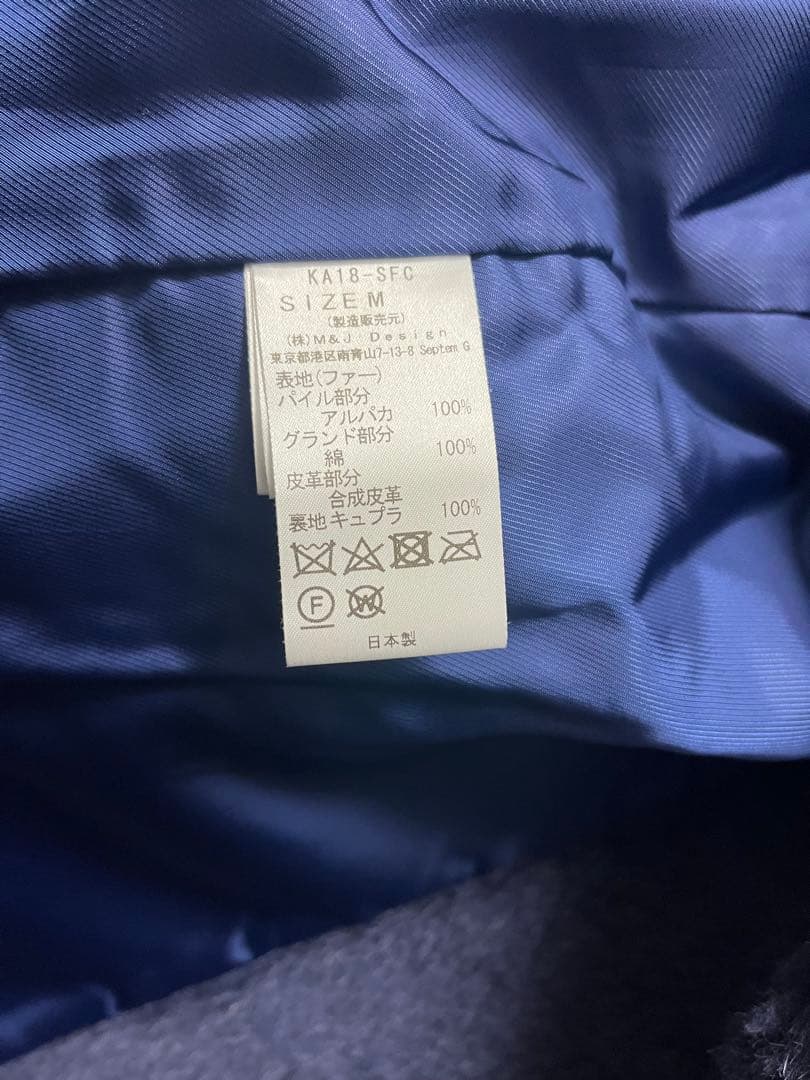 KA18-SFC
SIZE M
(製造販売元)
(株)M&J Design
東京都港区南青山7-13-8 Septem G
表地(ファー)
パイル部分
アルパカ 100%
グランド部分
綿 100%
皮革部分
合成皮革
裏地キュプラ 100%
F W
日本製